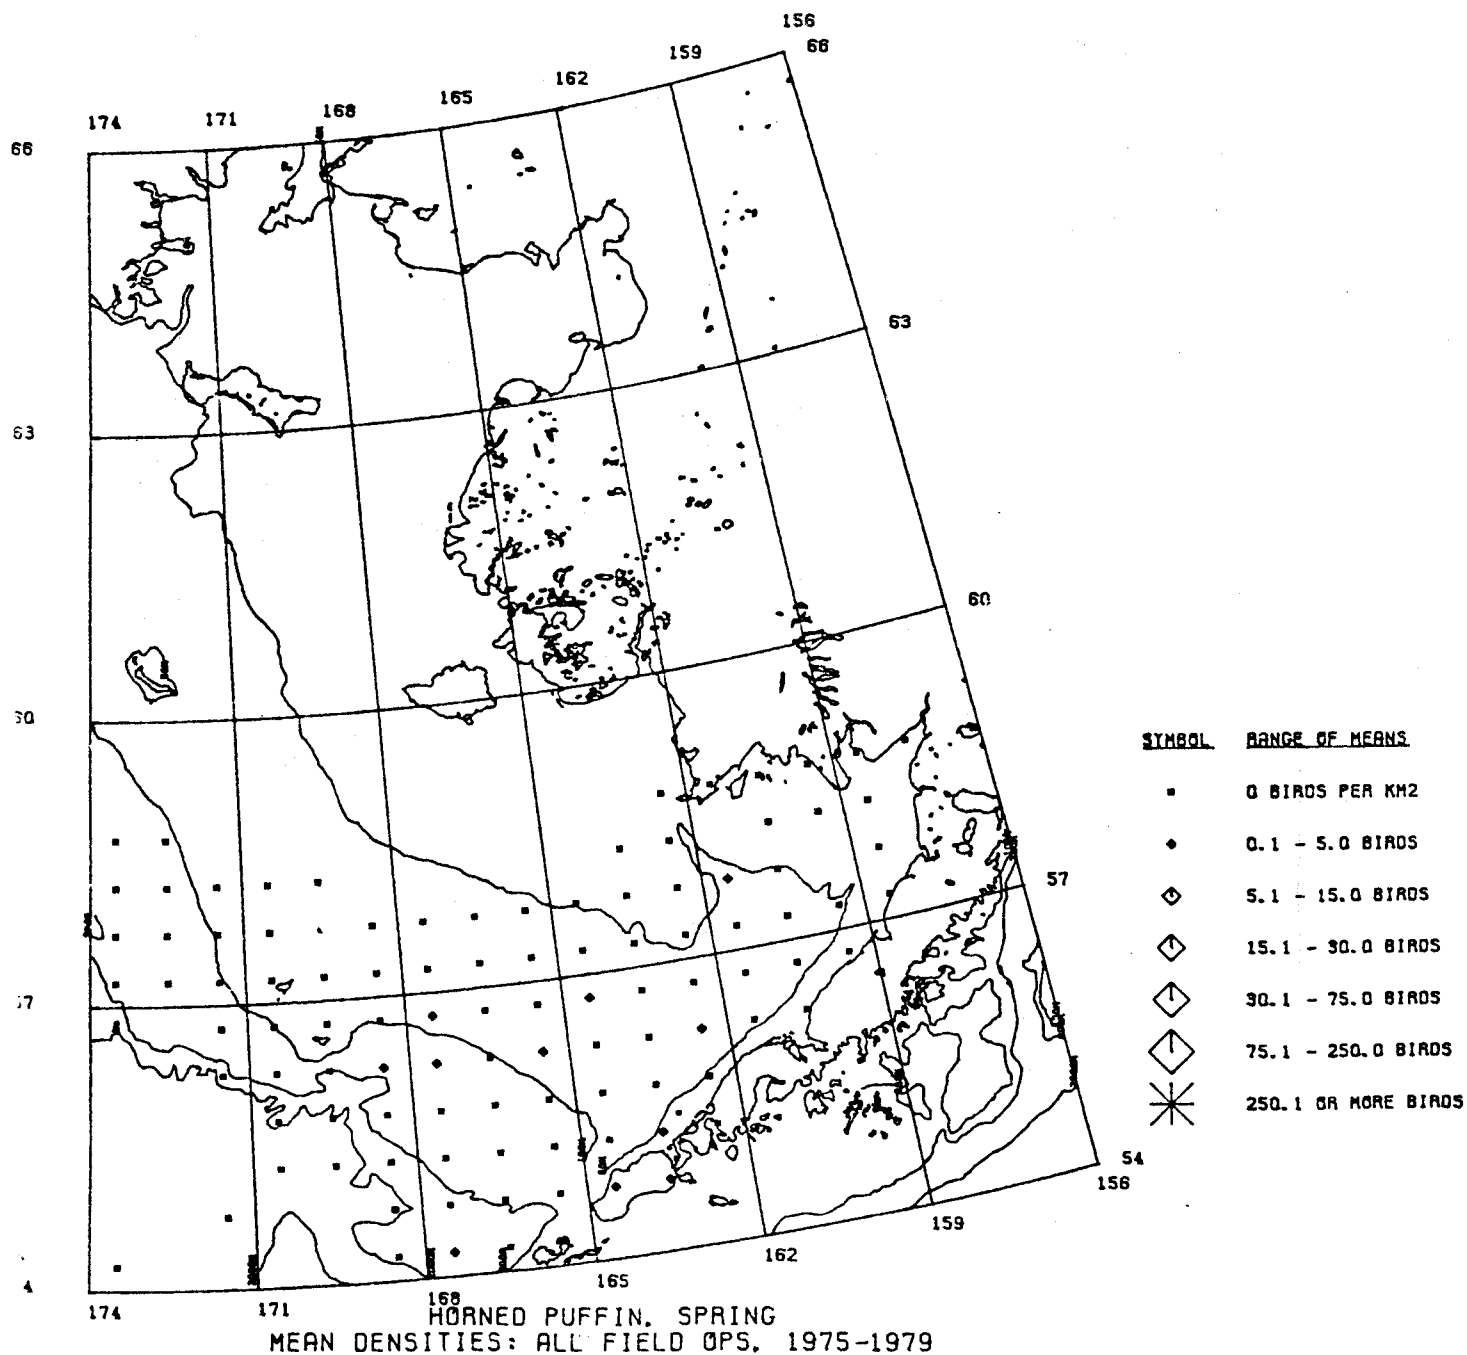 156
159
66
162
165
168
171
174
66
63
63
60
60
57
SYMBOL RANGE OF MEANS
0 BIRDS PER KM2
0.1 - 5.0 BIRDS
5.1 - 15.0 BIRDS
15.1 - 30.0 BIRDS
30.1 - 75.0 BIRDS
75.1 - 250.0 BIRDS
250.1 OR MORE BIRDS
54
156
159
162
165
168
171
174
4
HORNED PUFFIN. SPRING
MEAN DENSITIES: ALL FIELD OPS. 1975-1979